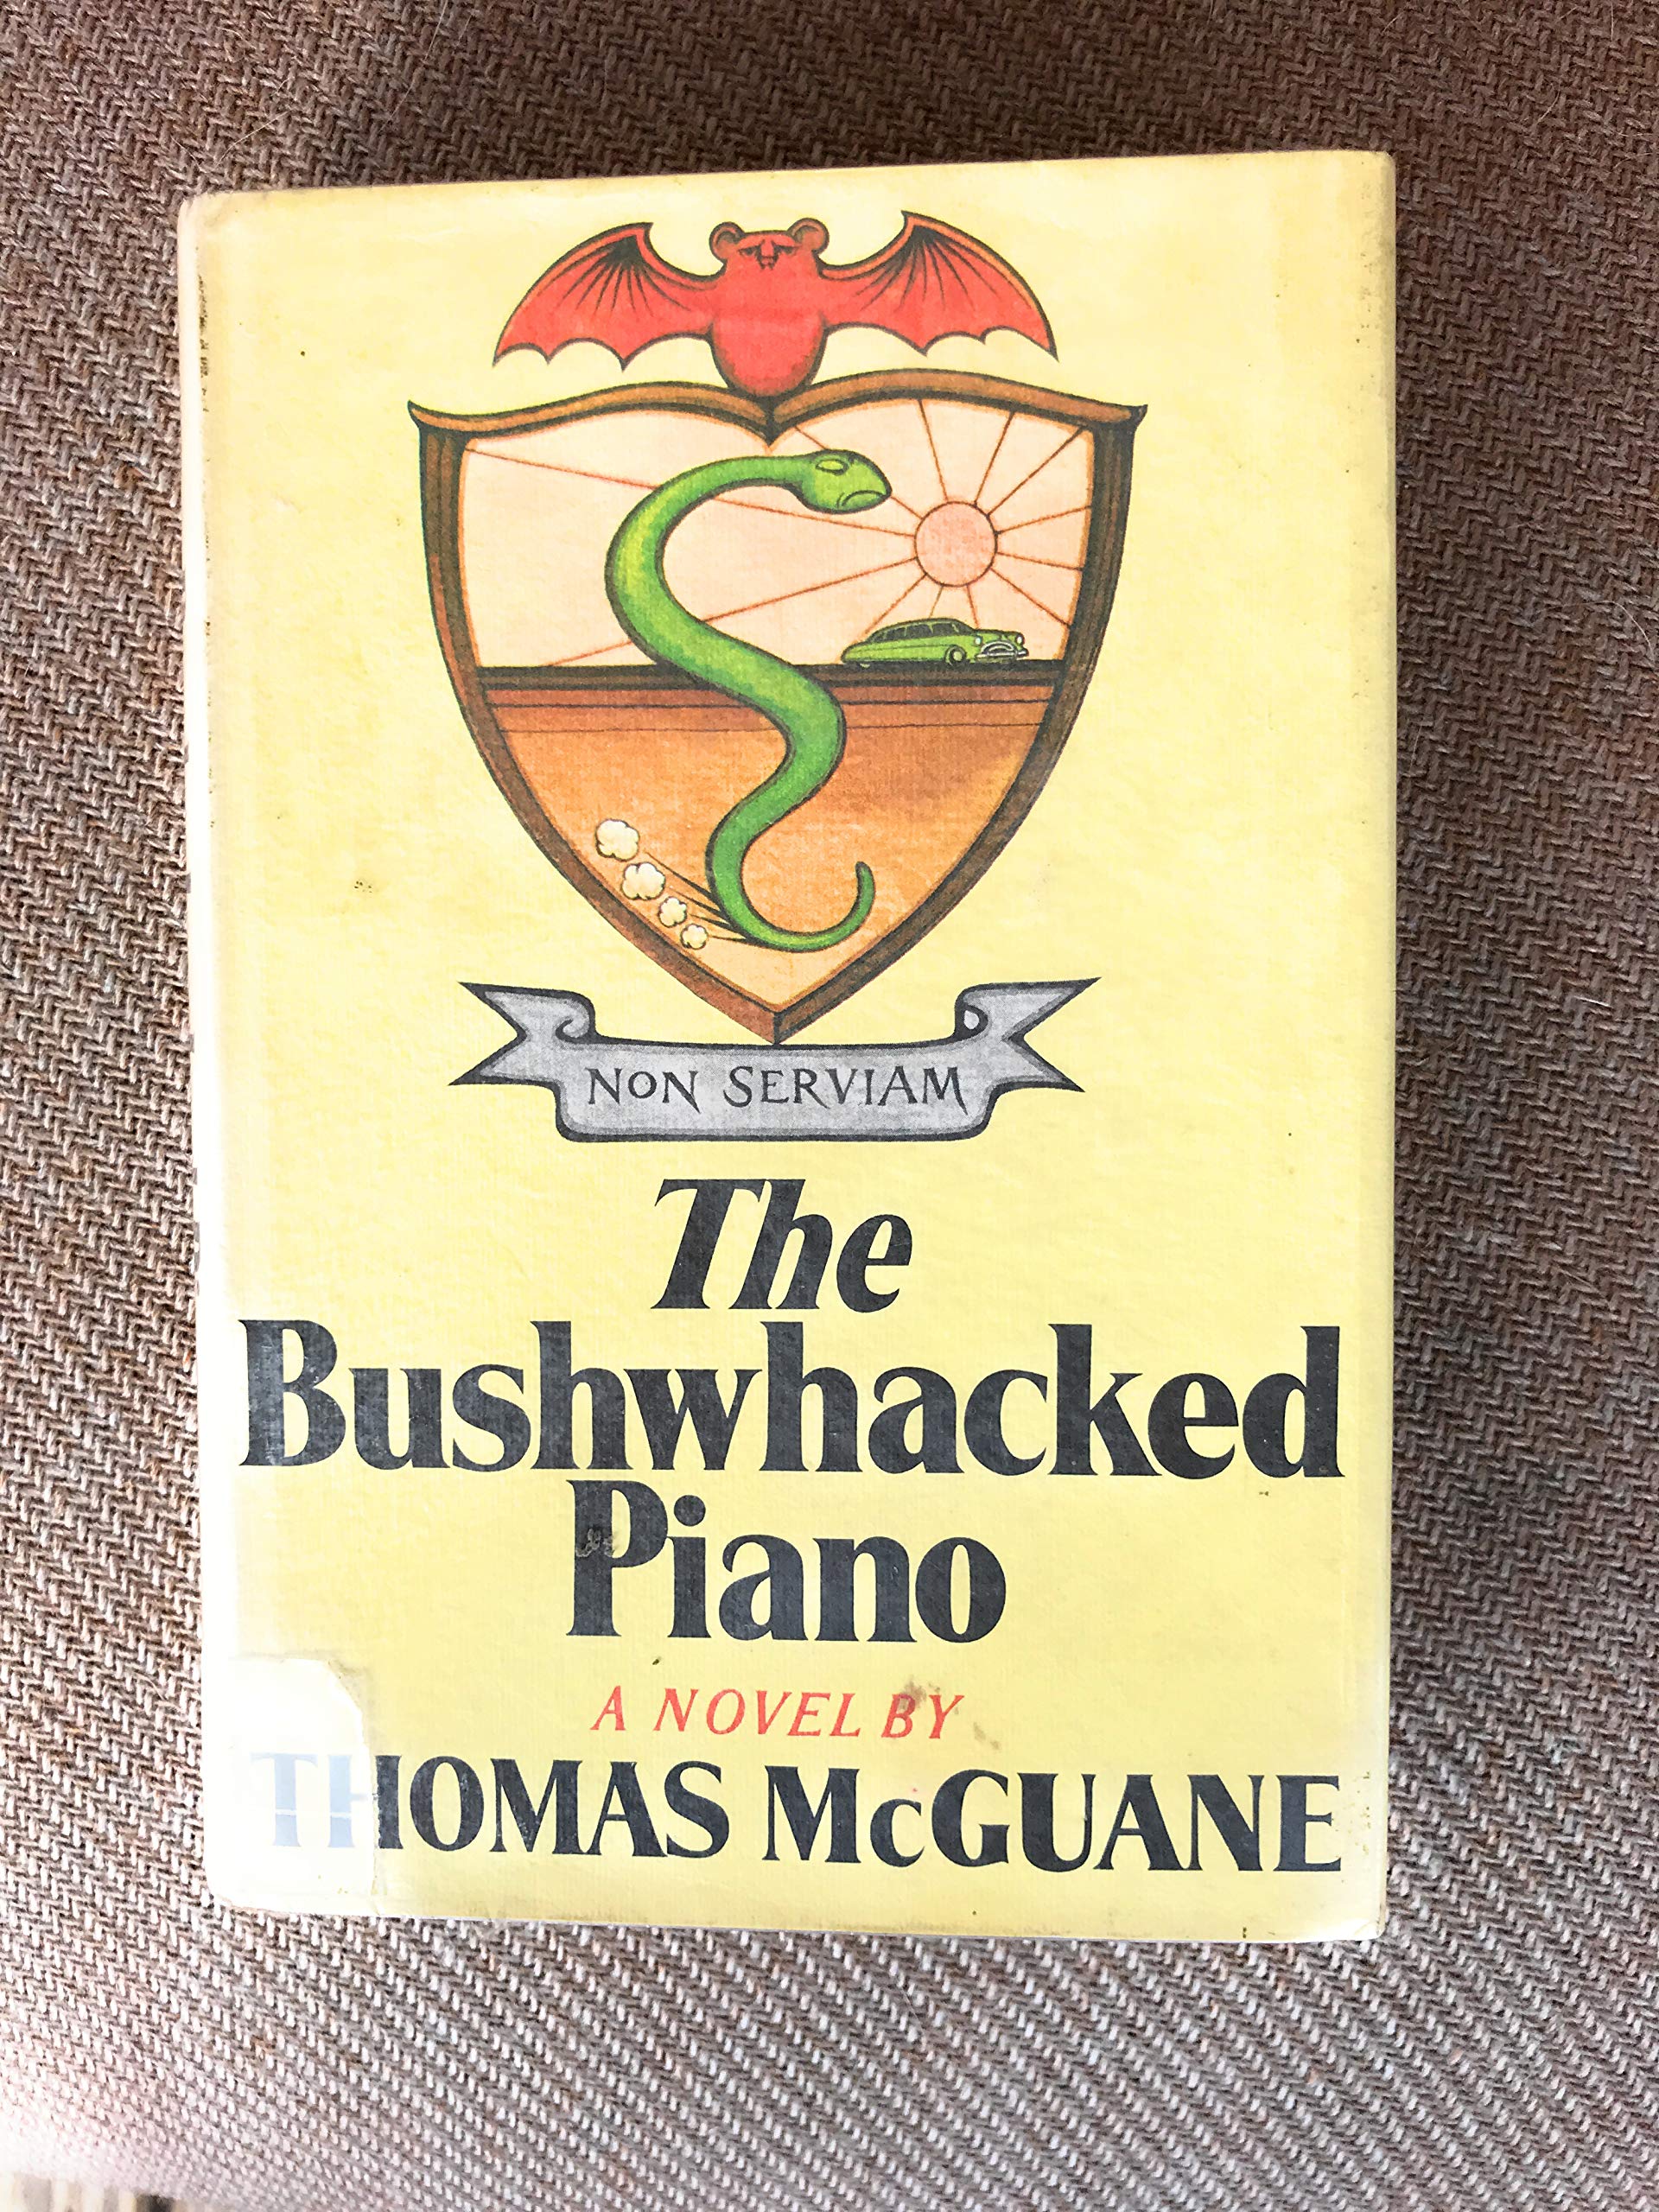 NON SERVIAM
The
Bushwhacked
Piano
A NOVEL BY
THOMAS McGUANE